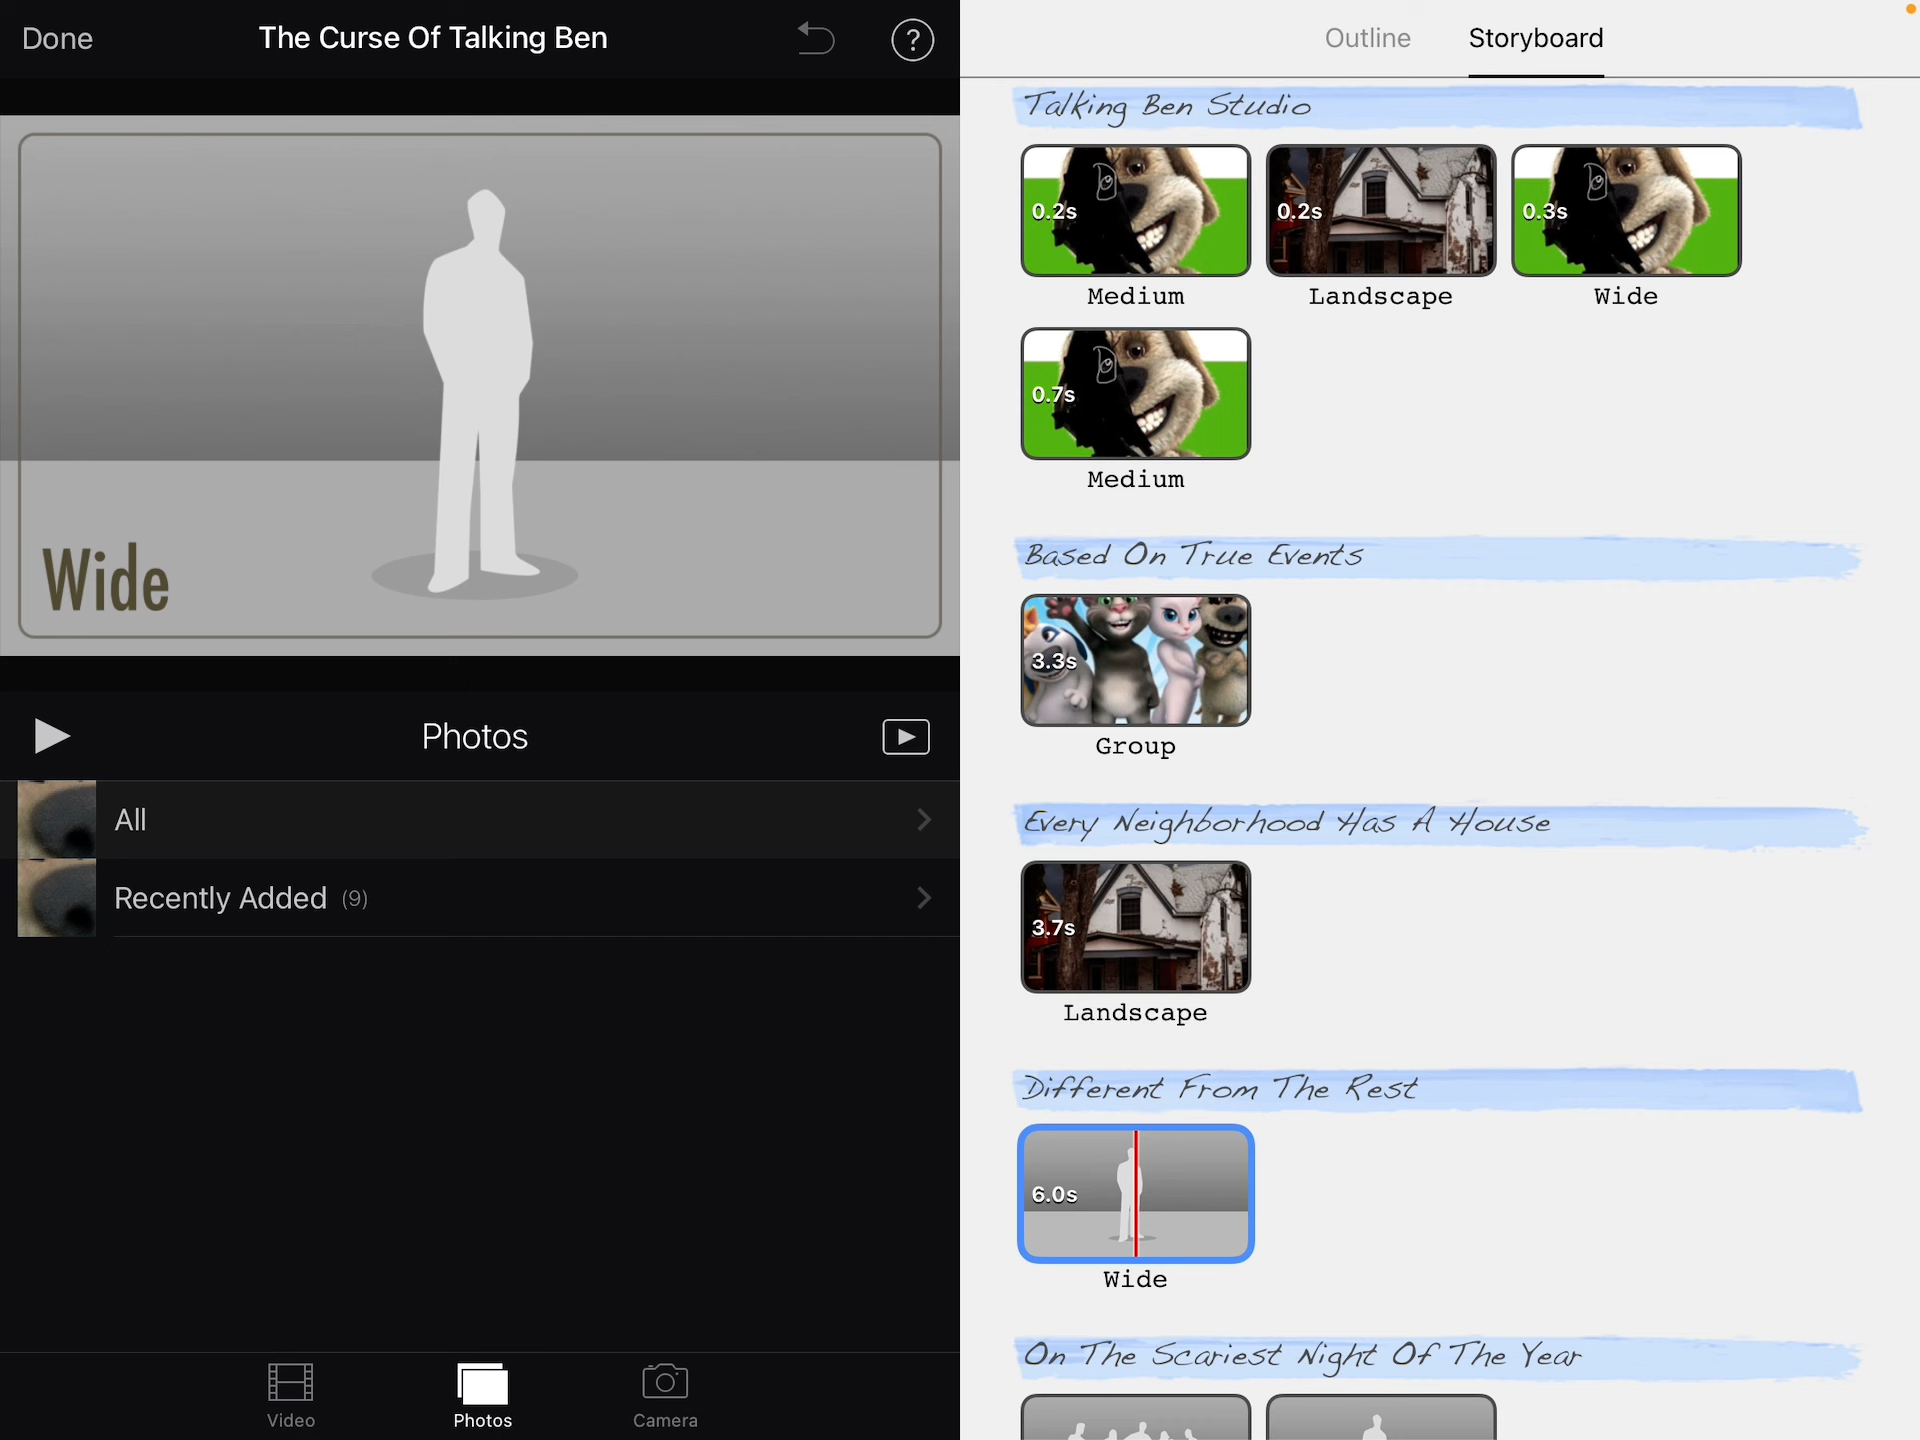 Done
The Curse Of Talking Ben
?
Wide
Photos
All
Recently Added (9)
Video
Photos
Camera
Outline
Storyboard
Talking Ben Studio
0.2s
0.2s
0.3s
Medium
Landscape
Wide
0.7s
Medium
Based On True Events
3.3s
Group
Every Neighborhood Has A House
3.7s
Landscape
Different From The Rest
6.0s
Wide
On The Scariest Night Of The Year